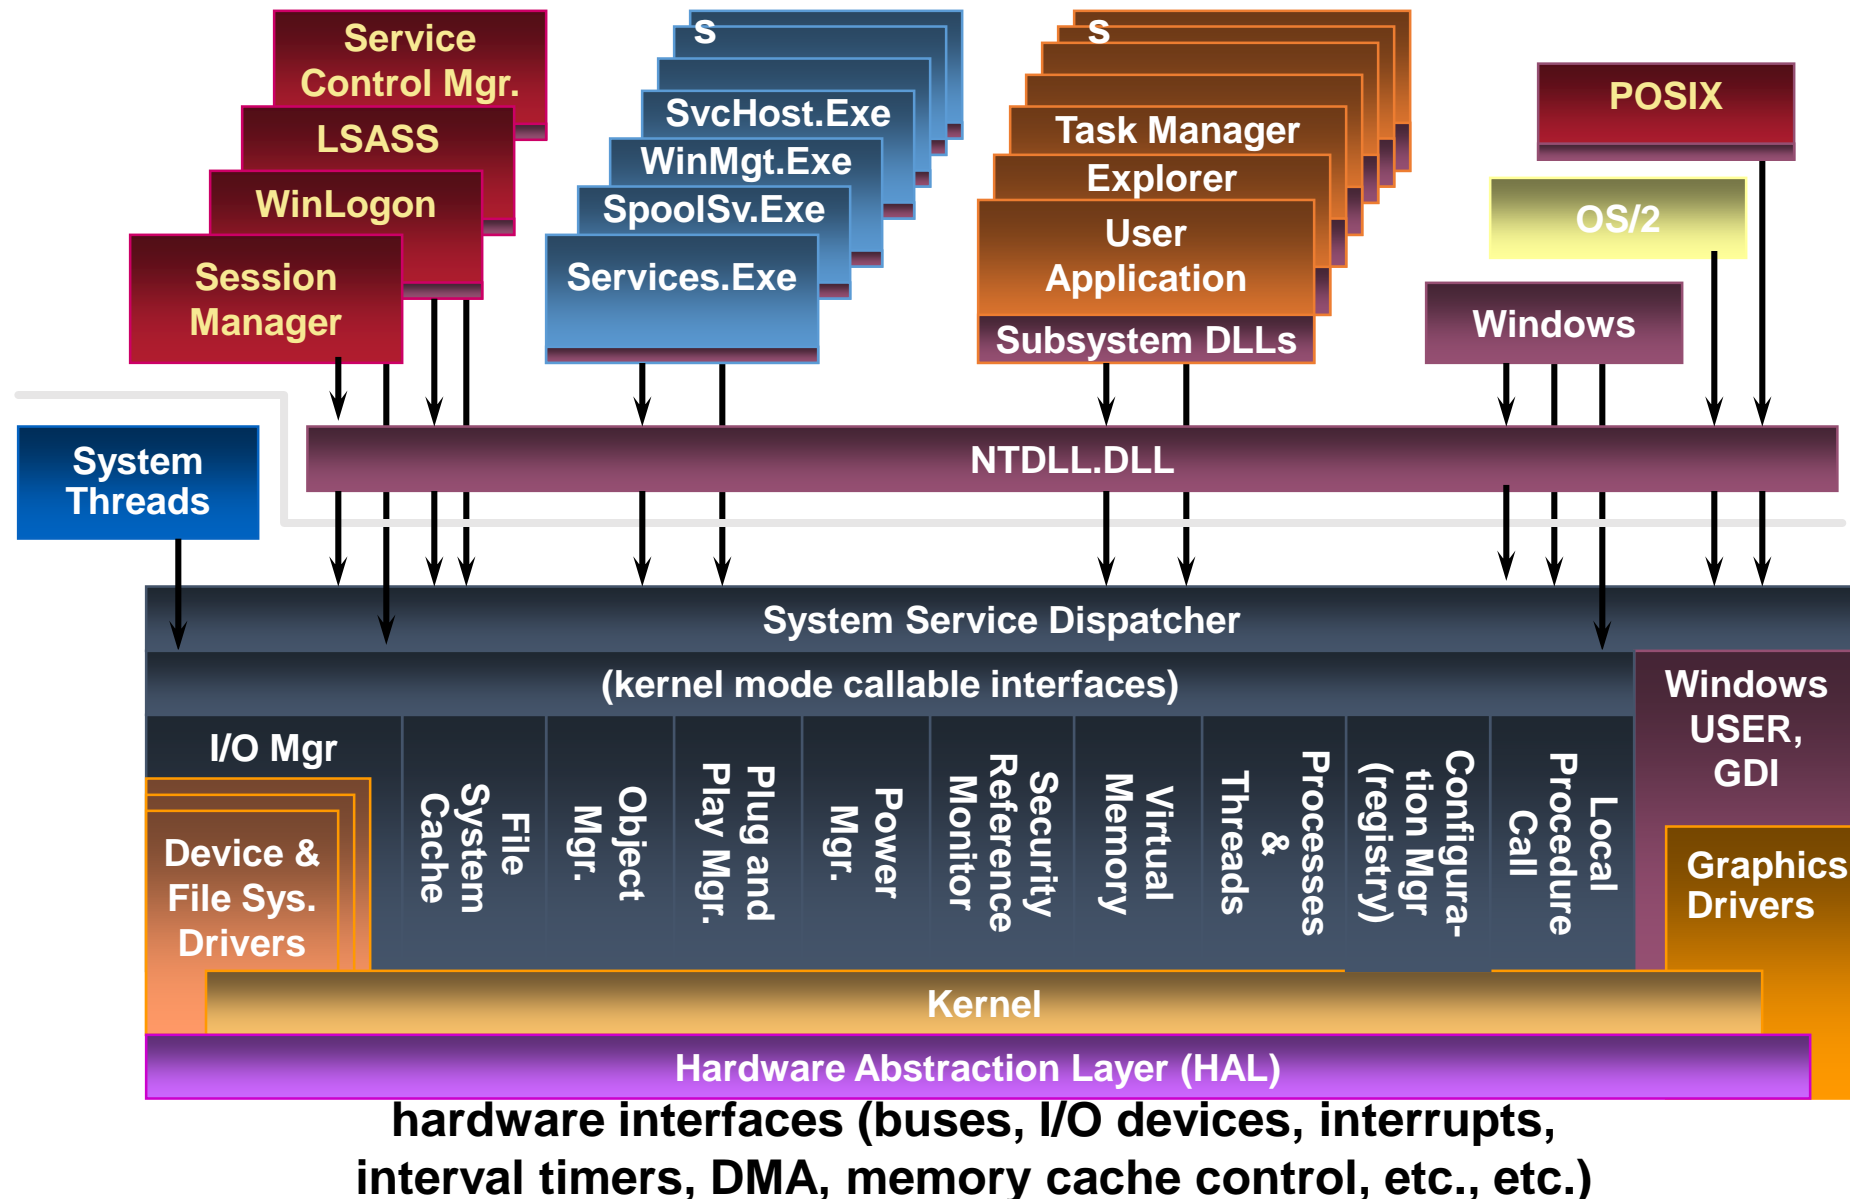 s
s
Service
Control Mgr.
LSASS
WinLogon
Session
Manager
SvcHost.Exe
WinMgt.Exe
SpoolSv.Exe
Services.Exe
Task Manager
Explorer
User
Application
Subsystem DLLs
POSIX
OS/2
Windows
System
Threads
NTDLL.DLL
System Service Dispatcher
(kernel mode callable interfaces)
Windows
USER,
GDI
I/O Mgr
Device &
File Sys.
Drivers
File
System
Cache
Object
Mgr.
Plug and
Play Mgr.
Power
Mgr.
Security
Reference
Monitor
Virtual
Memory
Processes
&
Threads
Configura-
tion Mgr
(registry)
Local
Procedure
Call
Graphics
Drivers
Kernel
Hardware Abstraction Layer (HAL)
hardware interfaces (buses, I/O devices, interrupts,
interval timers, DMA, memory cache control, etc., etc.)